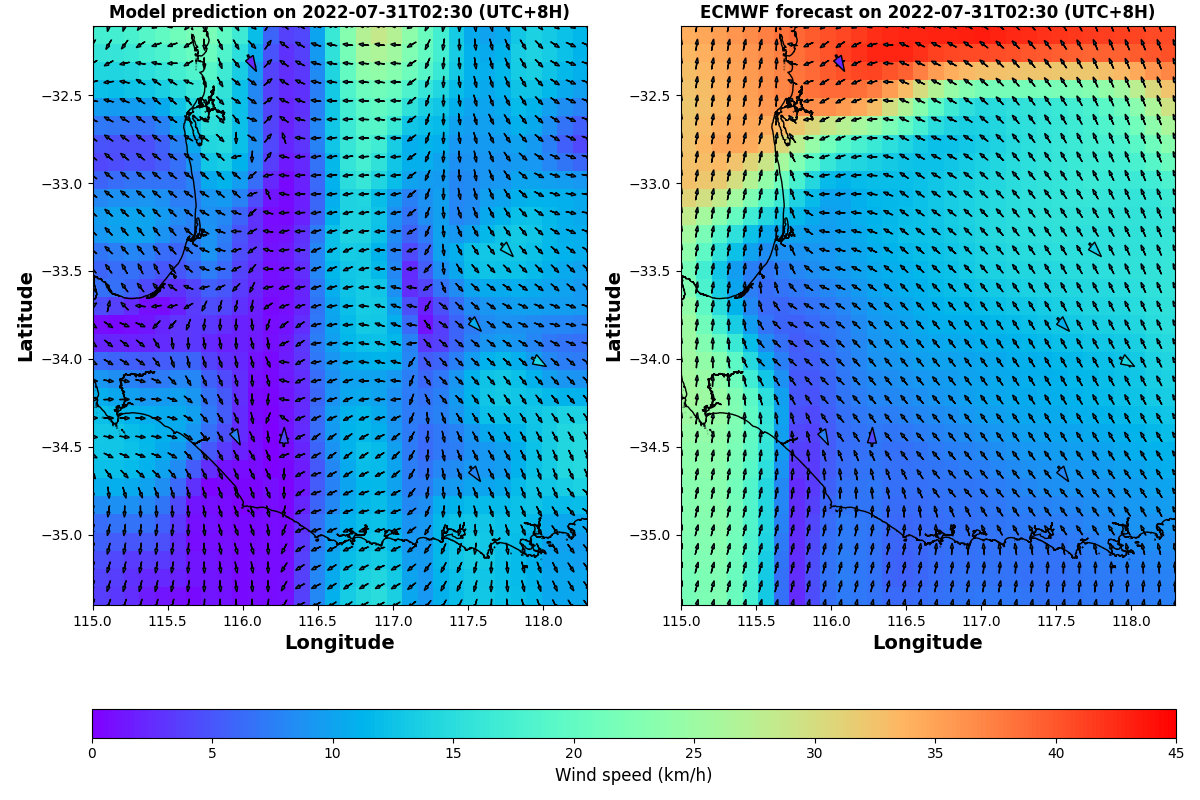 Model prediction on 2022-07-31T02:30 (UTC+8H)
ECMWF forecast on 2022-07-31T02:30 (UTC+8H)
−32.5
−33.0
−33.5
−34.0
−34.5
−35.0
Latitude
115.0 115.5 116.0 116.5 117.0 117.5 118.0
Longitude
−32.5
−33.0
−33.5
−34.0
−34.5
−35.0
Latitude
115.0 115.5 116.0 116.5 117.0 117.5 118.0
Longitude
0 5 10 15 20 25 30 35 40 45
Wind speed (km/h)